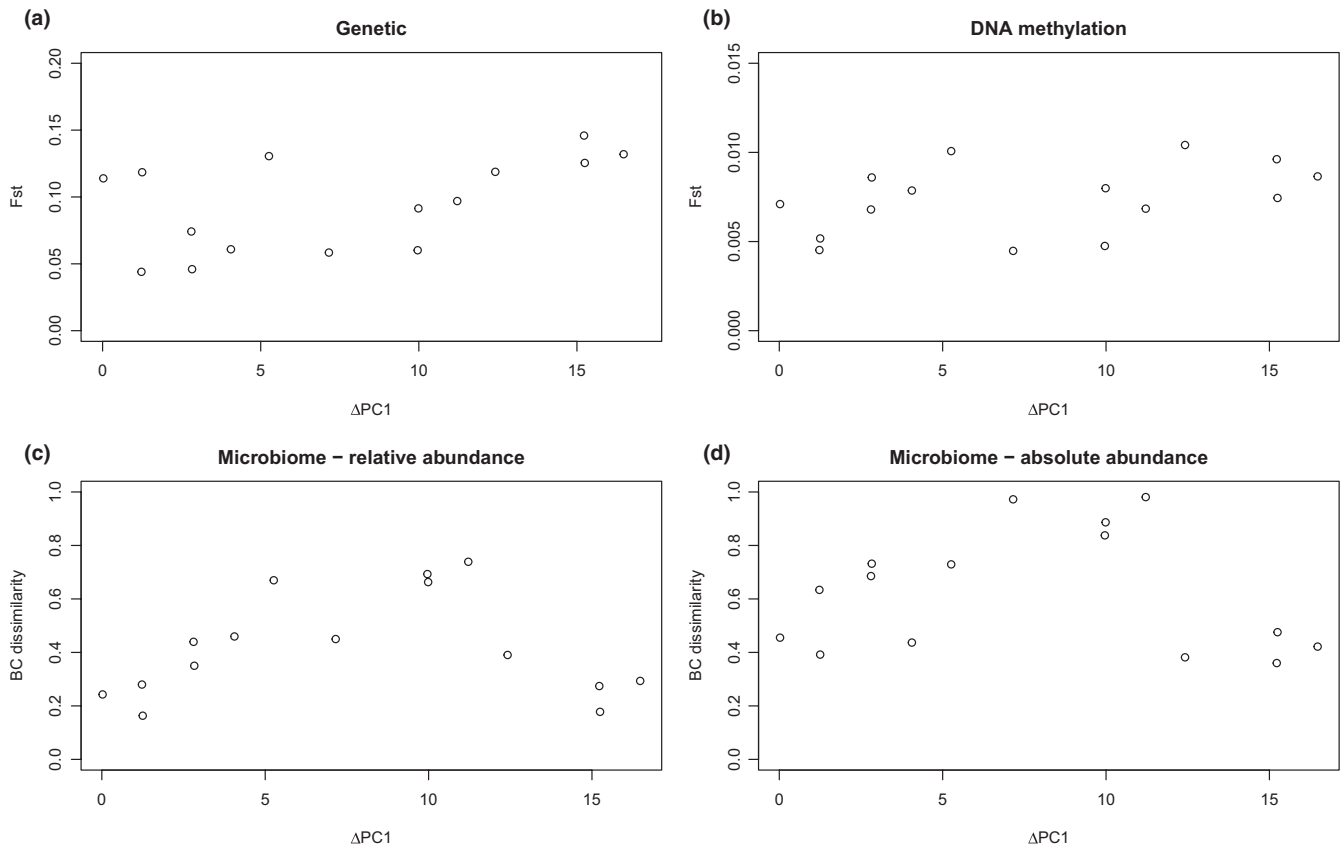 (a)
Genetic
Fst
0.20
0.15
0.10
0.05
0.00
0 5 10 15
ΔPC1
(b)
DNA methylation
Fst
0.015
0.010
0.005
0.000
0 5 10 15
ΔPC1
(c)
Microbiome − relative abundance
BC dissimilarity
1.0
0.8
0.6
0.4
0.2
0.0
0 5 10 15
ΔPC1
(d)
Microbiome − absolute abundance
BC dissimilarity
1.0
0.8
0.6
0.4
0.2
0.0
0 5 10 15
ΔPC1